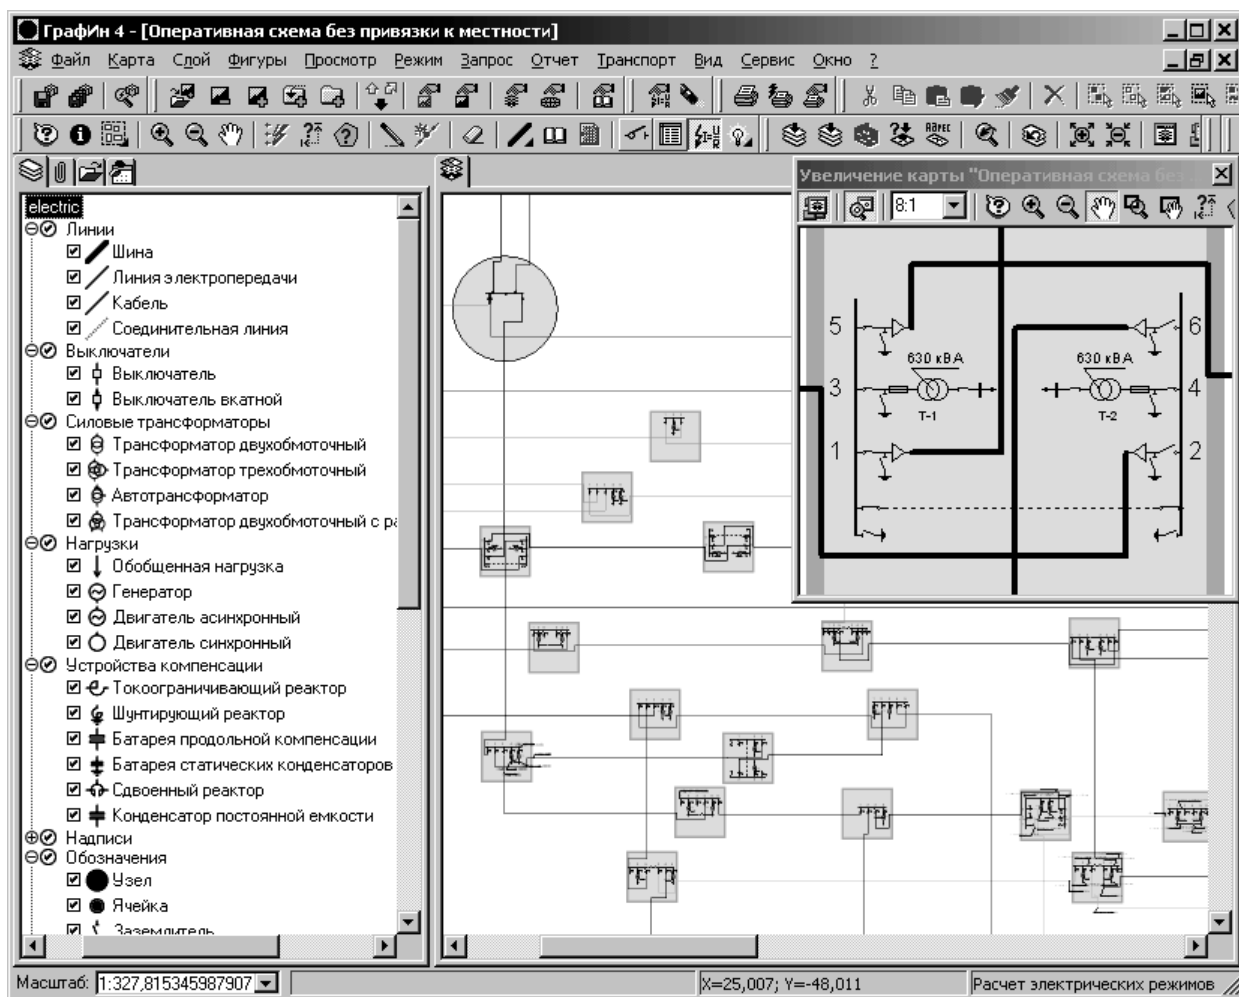 ГрафИн 4 - [Оперативная схема без привязки к местности]
Файл Карта Слой Фигуры Просмотр Режим Запрос Отчет Транспорт Вид Сервис Окно ?
Адрес
electric
Линии
Шина
Линия электропередачи
Кабель
Соединительная линия
Выключатели
Выключатель
Выключатель вкатной
Силовые трансформаторы
Трансформатор двухобмоточный
Трансформатор трехобмоточный
Автотрансформатор
Трансформатор двухобмоточный с ра
Нагрузки
Обобщенная нагрузка
Генератор
Двигатель асинхронный
Двигатель синхронный
Устройства компенсации
Токоограничивающий реактор
Шунтирующий реактор
Батарея продольной компенсации
Батарея статических конденсаторов
Сдвоенный реактор
Конденсатор постоянной емкости
Надписи
Обозначения
Узел
Ячейка
Заземлитель
Увеличение карты "Оперативная схема без
8:1
5
6
630 кВА
630 кВА
3
4
Т-1
Т-2
1
2
Масштаб: 1:327,815345987907
X=25,007; Y=-48,011
Расчет электрических режимов